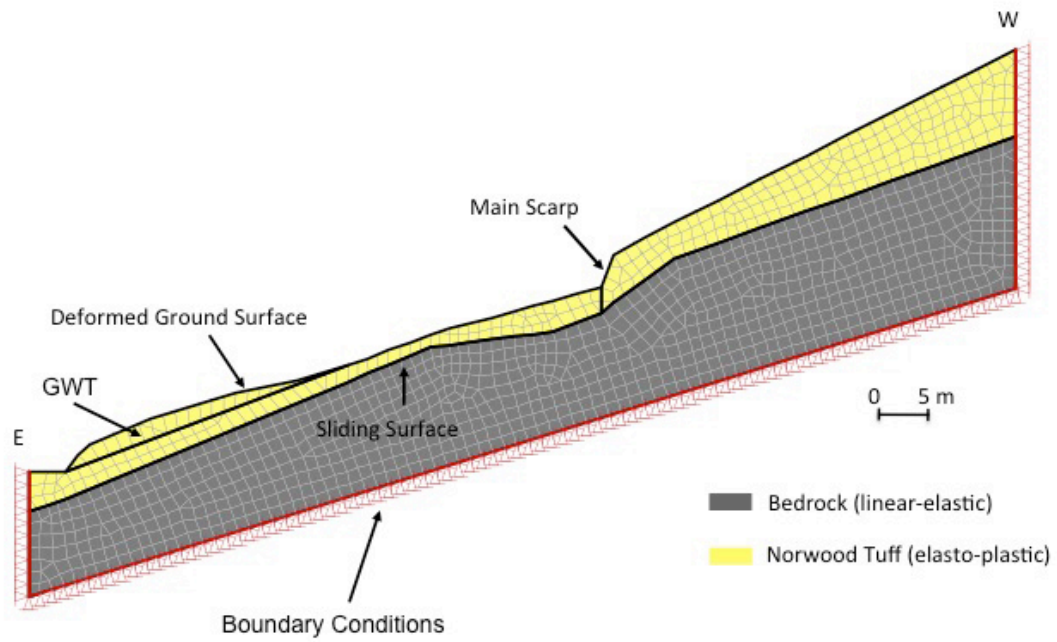 W
Main Scarp
Deformed Ground Surface
GWT
0 5 m
E
Sliding Surface
Bedrock (linear-elastic)
Norwood Tuff (elasto-plastic)
Boundary Conditions